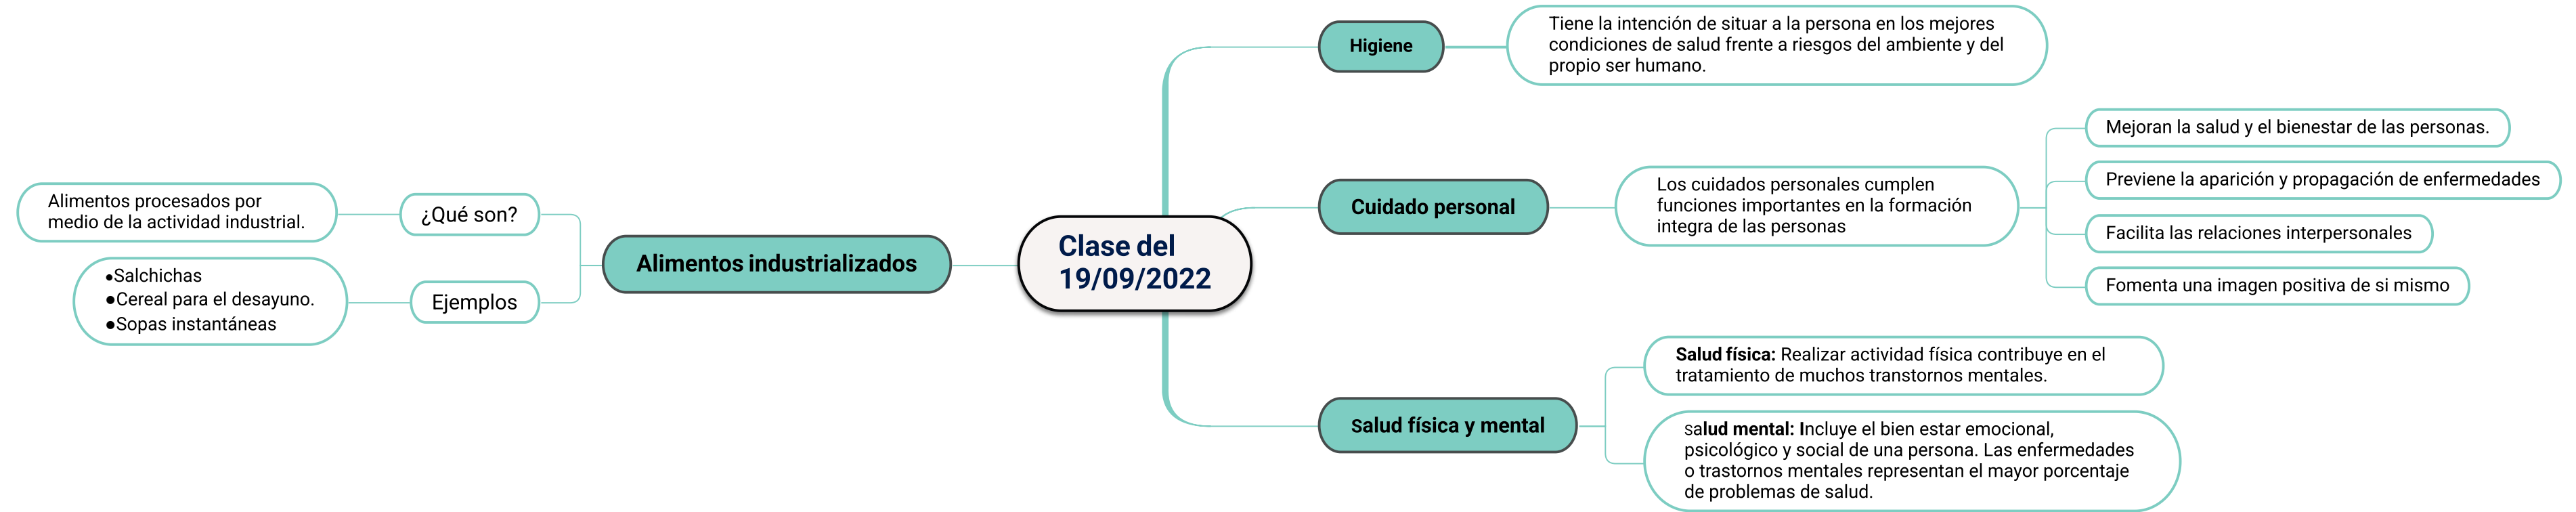 Clase del
19/09/2022
Higiene
Tiene la intención de situar a la persona en los mejores
condiciones de salud frente a riesgos del ambiente y del
propio ser humano.
Cuidado personal
Los cuidados personales cumplen
funciones importantes en la formación
integra de las personas
Mejoran la salud y el bienestar de las personas.
Previene la aparición y propagación de enfermedades
Facilita las relaciones interpersonales
Fomenta una imagen positiva de si mismo
Salud física y mental
Salud física: Realizar actividad física contribuye en el
tratamiento de muchos transtornos mentales.
salud mental: Incluye el bien estar emocional,
psicológico y social de una persona. Las enfermedades
o trastornos mentales representan el mayor porcentaje
de problemas de salud.
Alimentos industrializados
¿Qué son?
Alimentos procesados por
medio de la actividad industrial.
Ejemplos
●Salchichas
●Cereal para el desayuno.
●Sopas instantáneas